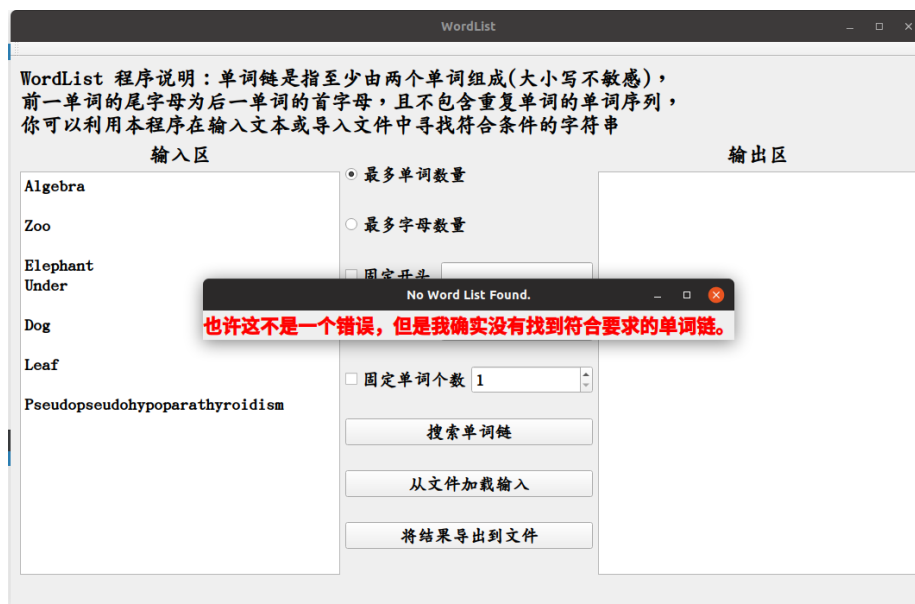 WordList
WordList 程序说明：单词链是指至少由两个单词组成(大小写不敏感)，
前一单词的尾字母为后一单词的首字母，且不包含重复单词的单词序列，
你可以利用本程序在输入文本或导入文件中寻找符合条件的字符串
输入区
输出区
Algebra
Zoo
Elephant
Under
Dog
Leaf
Pseudopseudohypoparathyroidism
最多单词数量
最多字母数量
固定开头
No Word List Found.
也许这不是一个错误，但是我确实没有找到符合要求的单词链。
固定单词个数 1
搜索单词链
从文件加载输入
将结果导出到文件